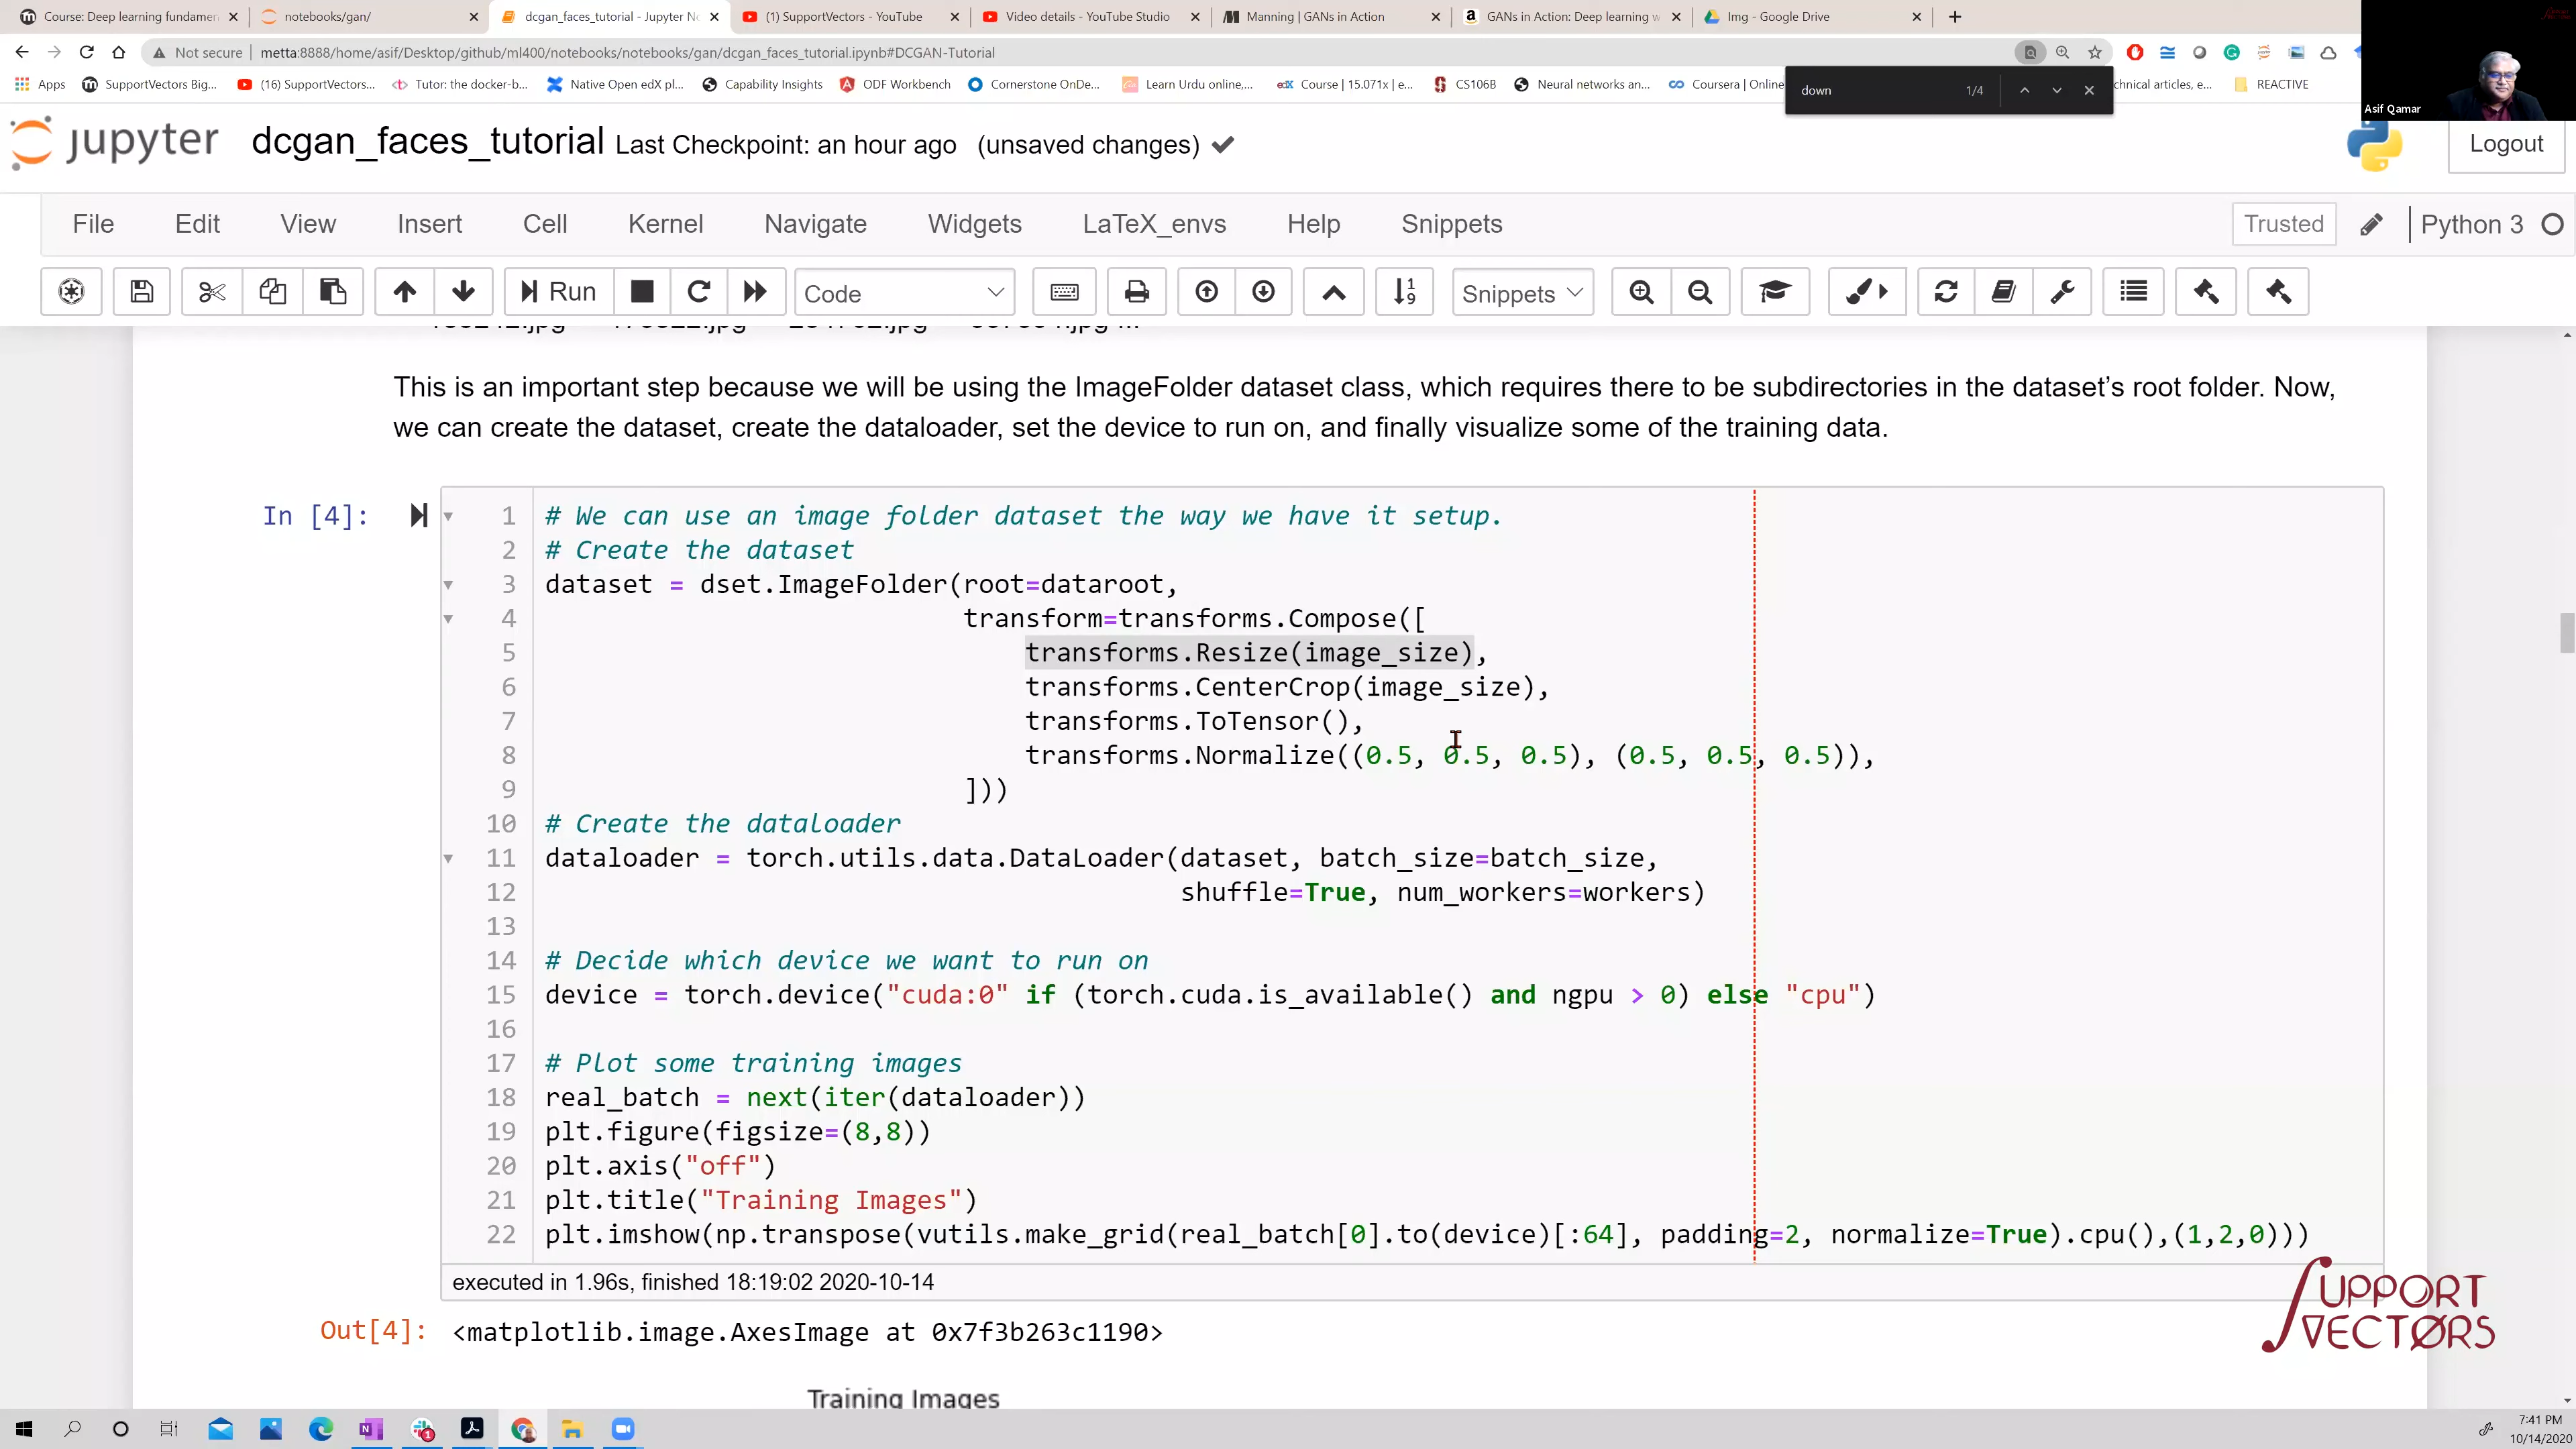 Course: Deep learning fundamen
notebooks/gan/
dcgan_faces_tutorial - Jupyter No
(1) SupportVectors - YouTube
Video details - YouTube Studio
Manning | GANs in Action
GANs in Action: Deep learning w
Img - Google Drive
Not secure | metta:8888/home/asif/Desktop/github/ml400/notebooks/notebooks/gan/dcgan_faces_tutorial.ipynb#DCGAN-Tutorial
Apps
SupportVectors Big...
(16) SupportVectors...
Tutor: the docker-b...
Native Open edX pl...
Capability Insights
ODF Workbench
Cornerstone OnDe...
Learn Urdu online,...
Course | 15.071x | e...
CS106B
Neural networks an...
Coursera | Online
chnical articles, e...
REACTIVE
down 1/4
Asif Qamar
jupyter dcgan_faces_tutorial Last Checkpoint: an hour ago (unsaved changes)
Logout
File Edit View Insert Cell Kernel Navigate Widgets LaTeX_envs Help Snippets
Trusted
Python 3
Run
Code
Snippets
This is an important step because we will be using the ImageFolder dataset class, which requires there to be subdirectories in the dataset’s root folder. Now,
we can create the dataset, create the dataloader, set the device to run on, and finally visualize some of the training data.
In [4]:
1 # We can use an image folder dataset the way we have it setup.
2 # Create the dataset
3 dataset = dset.ImageFolder(root=dataroot,
4 transform=transforms.Compose([
5 transforms.Resize(image_size),
6 transforms.CenterCrop(image_size),
7 transforms.ToTensor(),
8 transforms.Normalize((0.5, 0.5, 0.5), (0.5, 0.5, 0.5)),
9 ]))
10 # Create the dataloader
11 dataloader = torch.utils.data.DataLoader(dataset, batch_size=batch_size,
12 shuffle=True, num_workers=workers)
13
14 # Decide which device we want to run on
15 device = torch.device("cuda:0" if (torch.cuda.is_available() and ngpu > 0) else "cpu")
16
17 # Plot some training images
18 real_batch = next(iter(dataloader))
19 plt.figure(figsize=(8,8))
20 plt.axis("off")
21 plt.title("Training Images")
22 plt.imshow(np.transpose(vutils.make_grid(real_batch[0].to(device)[:64], padding=2, normalize=True).cpu(),(1,2,0)))
executed in 1.96s, finished 18:19:02 2020-10-14
Out[4]: <matplotlib.image.AxesImage at 0x7f3b263c1190>
Training Images
SUPPORT
VECTORS
7:41 PM
10/14/2020